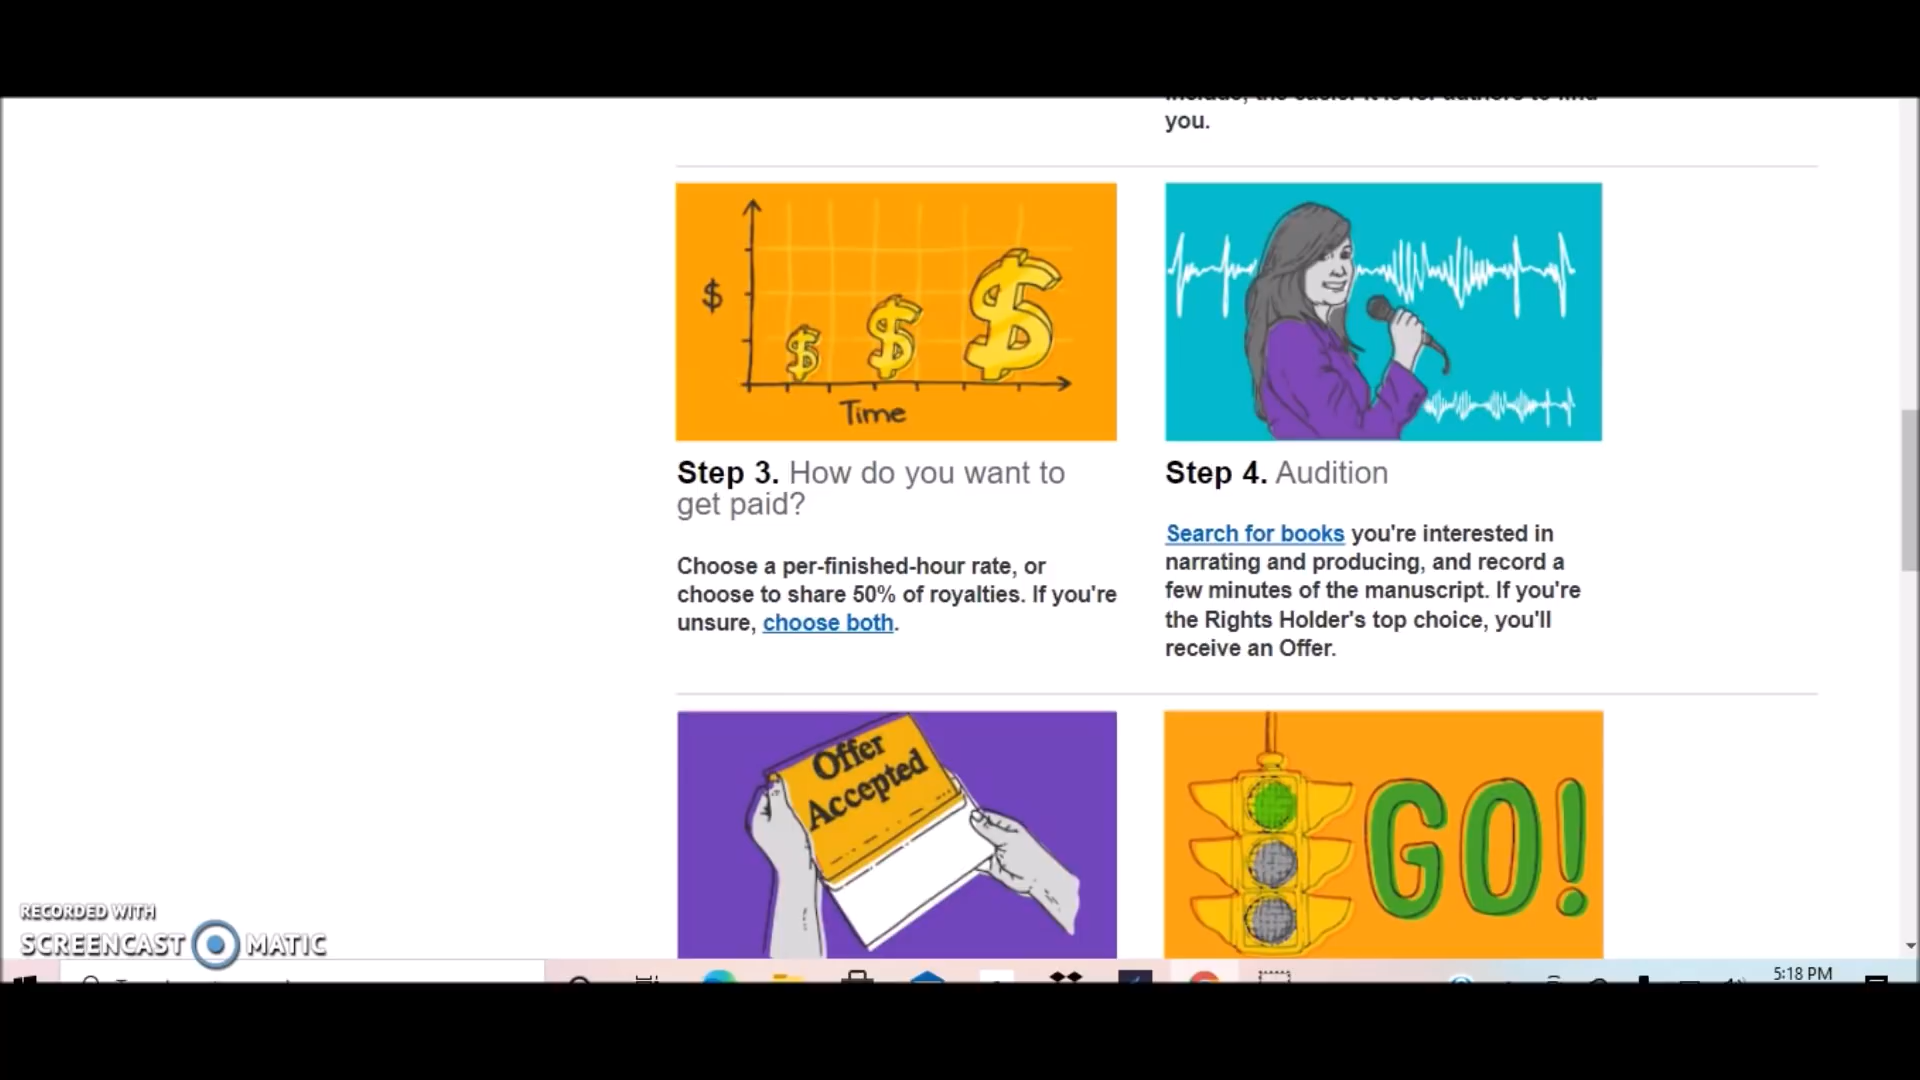 you.
$
Time
Step 3. How do you want to
get paid?
Choose a per-finished-hour rate, or
choose to share 50% of royalties. If you're
unsure, choose both.
Step 4. Audition
Search for books you're interested in
narrating and producing, and record a
few minutes of the manuscript. If you're
the Rights Holder's top choice, you'll
receive an Offer.
Offer
Accepted
GO!
RECORDED WITH
SCREENCAST MATIC
5:18 PM